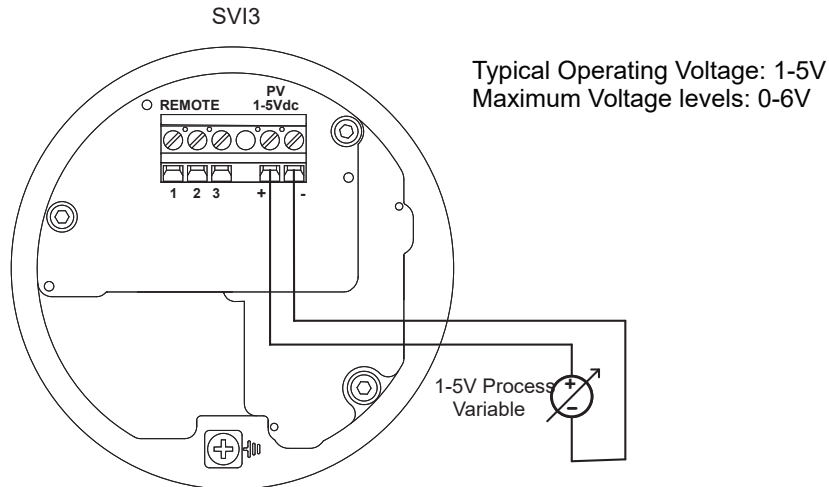 SVI3
Typical Operating Voltage: 1-5V
Maximum Voltage levels: 0-6V
PV
REMOTE 1-5Vdc
1 2 3 + -
1-5V Process
Variable
+
−